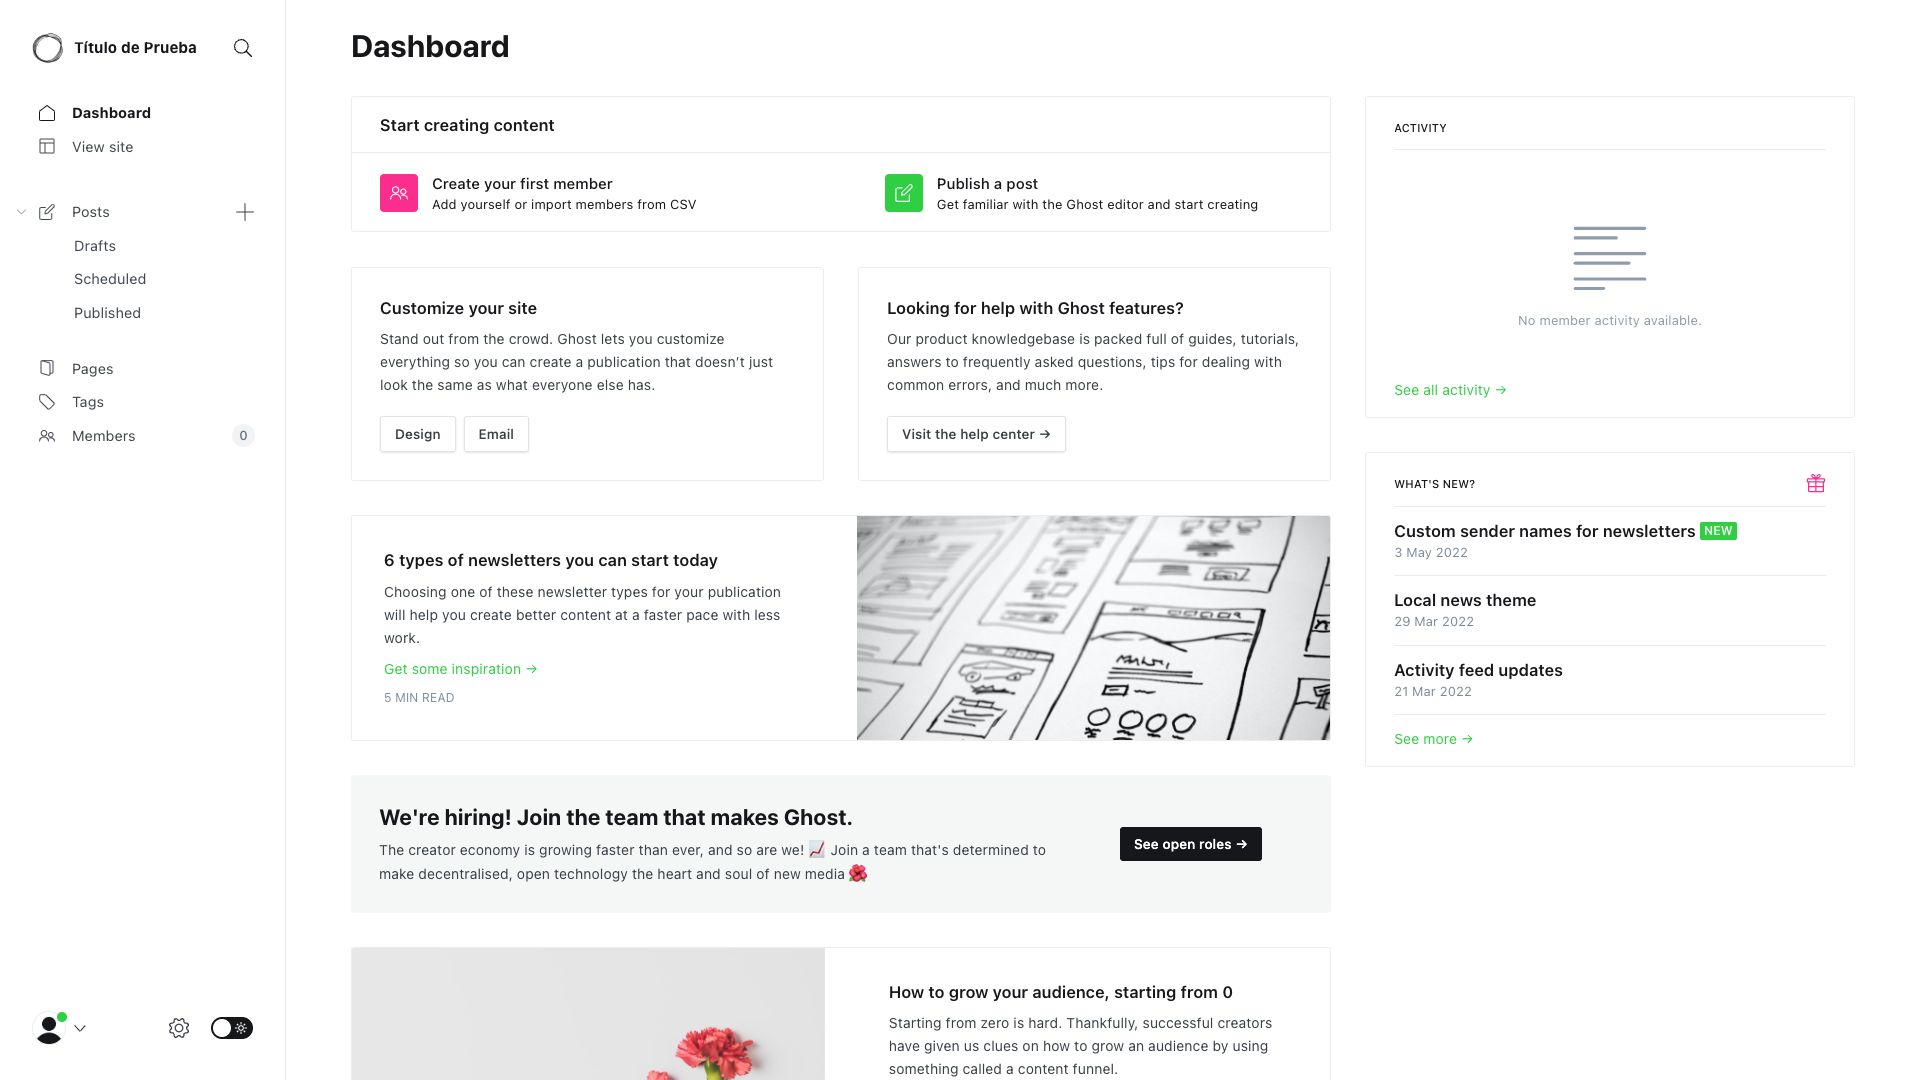 Título de Prueba
Dashboard
View site
Posts
Drafts
Scheduled
Published
Pages
Tags
Members
0
Dashboard
Start creating content
Create your first member
Add yourself or import members from CSV
Publish a post
Get familiar with the Ghost editor and start creating
Customize your site
Stand out from the crowd. Ghost lets you customize
everything so you can create a publication that doesn’t just
look the same as what everyone else has.
Design
Email
Looking for help with Ghost features?
Our product knowledgebase is packed full of guides, tutorials,
answers to frequently asked questions, tips for dealing with
common errors, and much more.
Visit the help center →
6 types of newsletters you can start today
Choosing one of these newsletter types for your publication
will help you create better content at a faster pace with less
work.
Get some inspiration →
5 MIN READ
We're hiring! Join the team that makes Ghost.
The creator economy is growing faster than ever, and so are we! 📈 Join a team that's determined to
make decentralised, open technology the heart and soul of new media 🌺
See open roles →
How to grow your audience, starting from 0
Starting from zero is hard. Thankfully, successful creators
have given us clues on how to grow an audience by using
something called a content funnel.
ACTIVITY
No member activity available.
See all activity →
WHAT'S NEW?
Custom sender names for newsletters NEW
3 May 2022
Local news theme
29 Mar 2022
Activity feed updates
21 Mar 2022
See more →